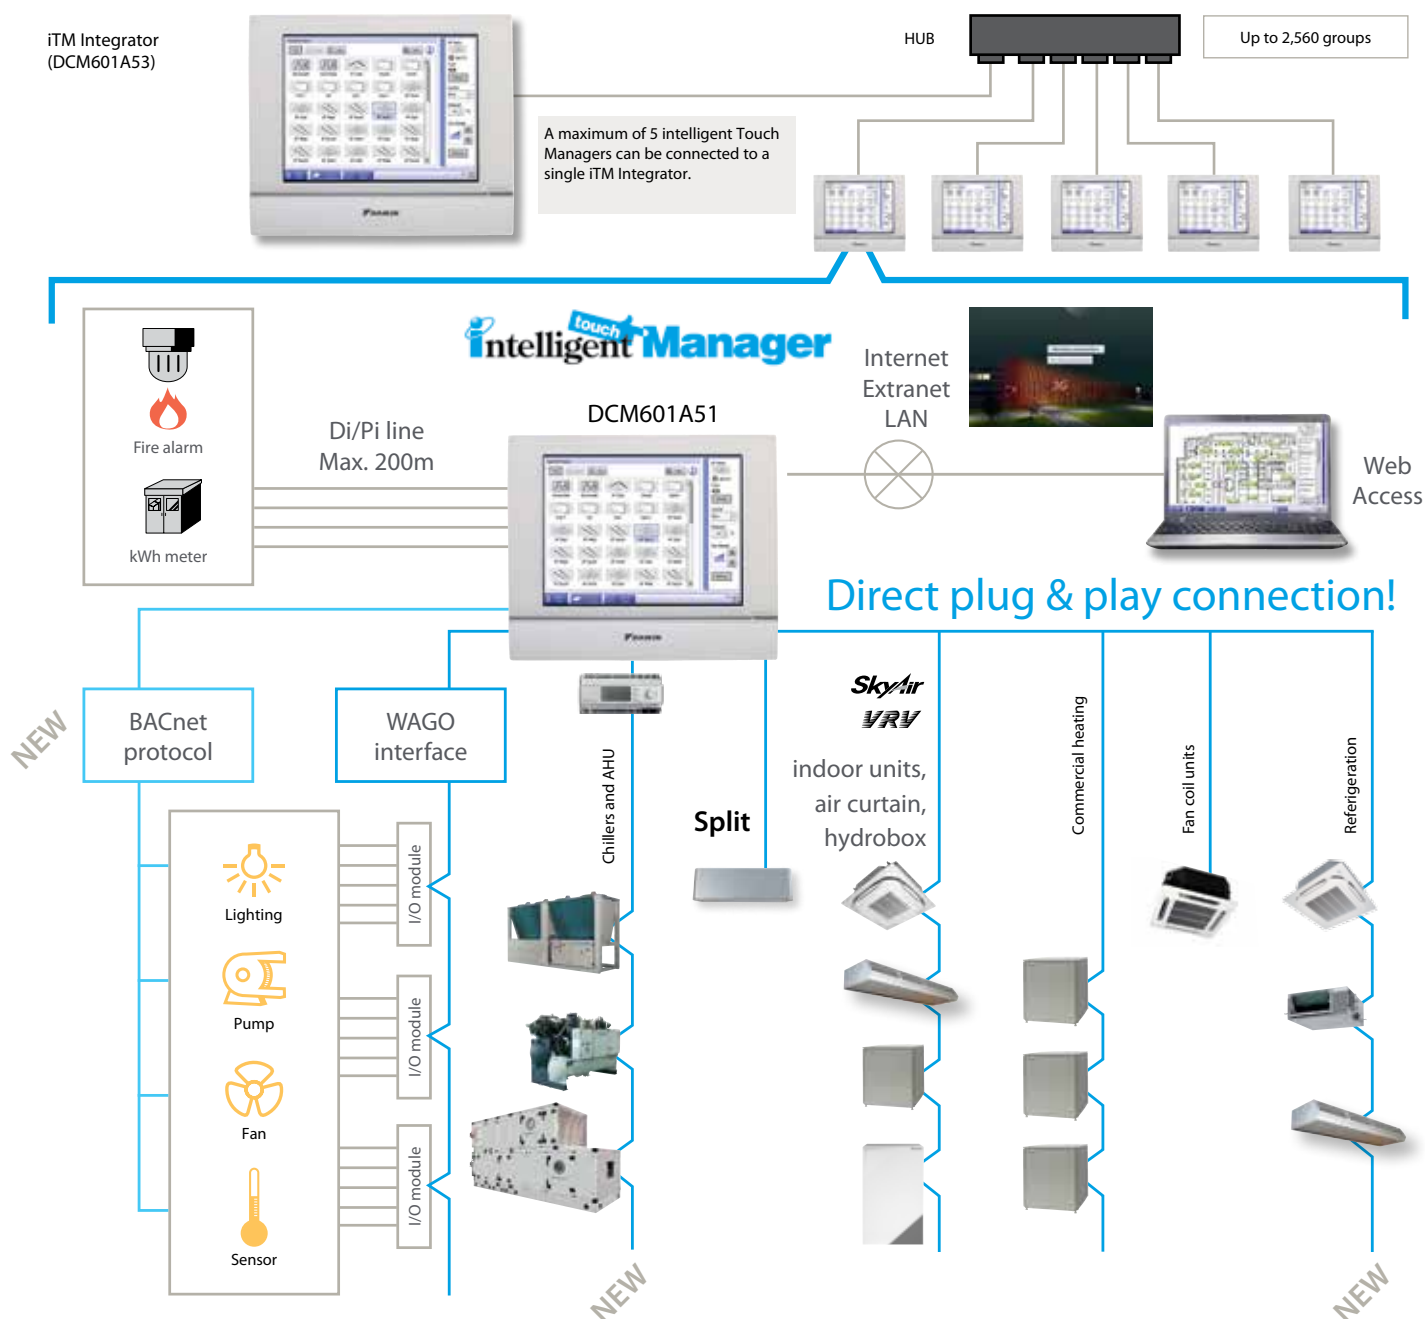 iTM Integrator
(DCM601A53)
HUB
Up to 2,560 groups
A maximum of 5 intelligent Touch
Managers can be connected to a
single iTM Integrator.
DAIKIN
intelligent touch Manager
DCM601A51
Internet
Extranet
LAN
Web
Access
Fire alarm
kWh meter
Di/Pi line
Max. 200m
DAIKIN
Direct plug & play connection!
NEW
BACnet
protocol
WAGO
interface
Lighting
Pump
Fan
Sensor
I/O module
I/O module
I/O module
Chillers and AHU
Split
SkyAir
VRV
indoor units,
air curtain,
hydrobox
Commercial heating
Fan coil units
Referigeration
NEW
NEW
NEW